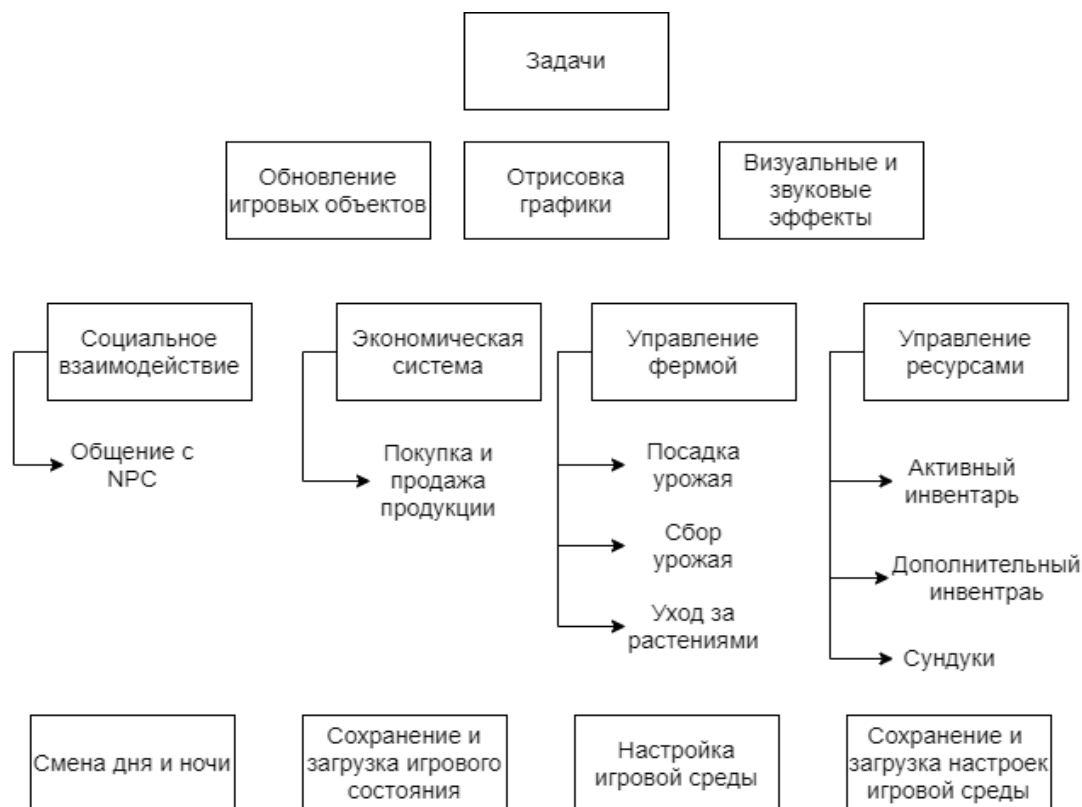 Задачи
Обновление
игровых объектов
Отрисовка
графики
Визуальные и
звуковые
эффекты
Социальное
взаимодействие
Общение с
NPC
Экономическая
система
Покупка и
продажа
продукции
Управление
фермой
Посадка
урожая
Сбор
урожая
Уход за
растениями
Управление
ресурсами
Активный
инвентарь
Дополнительный
инвентраь
Сундуки
Смена дня и ночи
Сохранение и
загрузка игрового
состояния
Настройка
игровой среды
Сохранение и
загрузка настроек
игровой среды